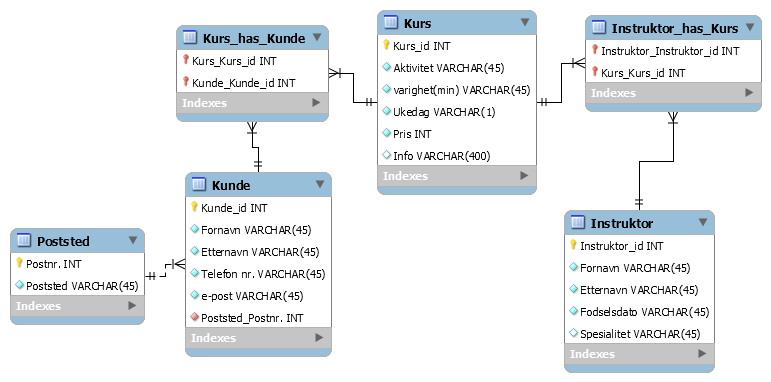 Kurs_has_Kunde
Kurs_Kurs_id INT
Kunde_Kunde_id INT
Indexes
Kurs
Kurs_id INT
Aktivitet VARCHAR(45)
varighet(min) VARCHAR(45)
Ukedag VARCHAR(1)
Pris INT
Info VARCHAR(400)
Indexes
Instruktor_has_Kurs
Instruktor_Instruktor_id INT
Kurs_Kurs_id INT
Indexes
Poststed
Postnr. INT
Poststed VARCHAR(45)
Indexes
Kunde
Kunde_id INT
Fornavn VARCHAR(45)
Etternavn VARCHAR(45)
Telefon nr. VARCHAR(45)
e-post VARCHAR(45)
Poststed_Postnr. INT
Indexes
Instruktor
Instruktor_id INT
Fornavn VARCHAR(45)
Etternavn VARCHAR(45)
Fodselsdato VARCHAR(45)
Spesialitet VARCHAR(45)
Indexes